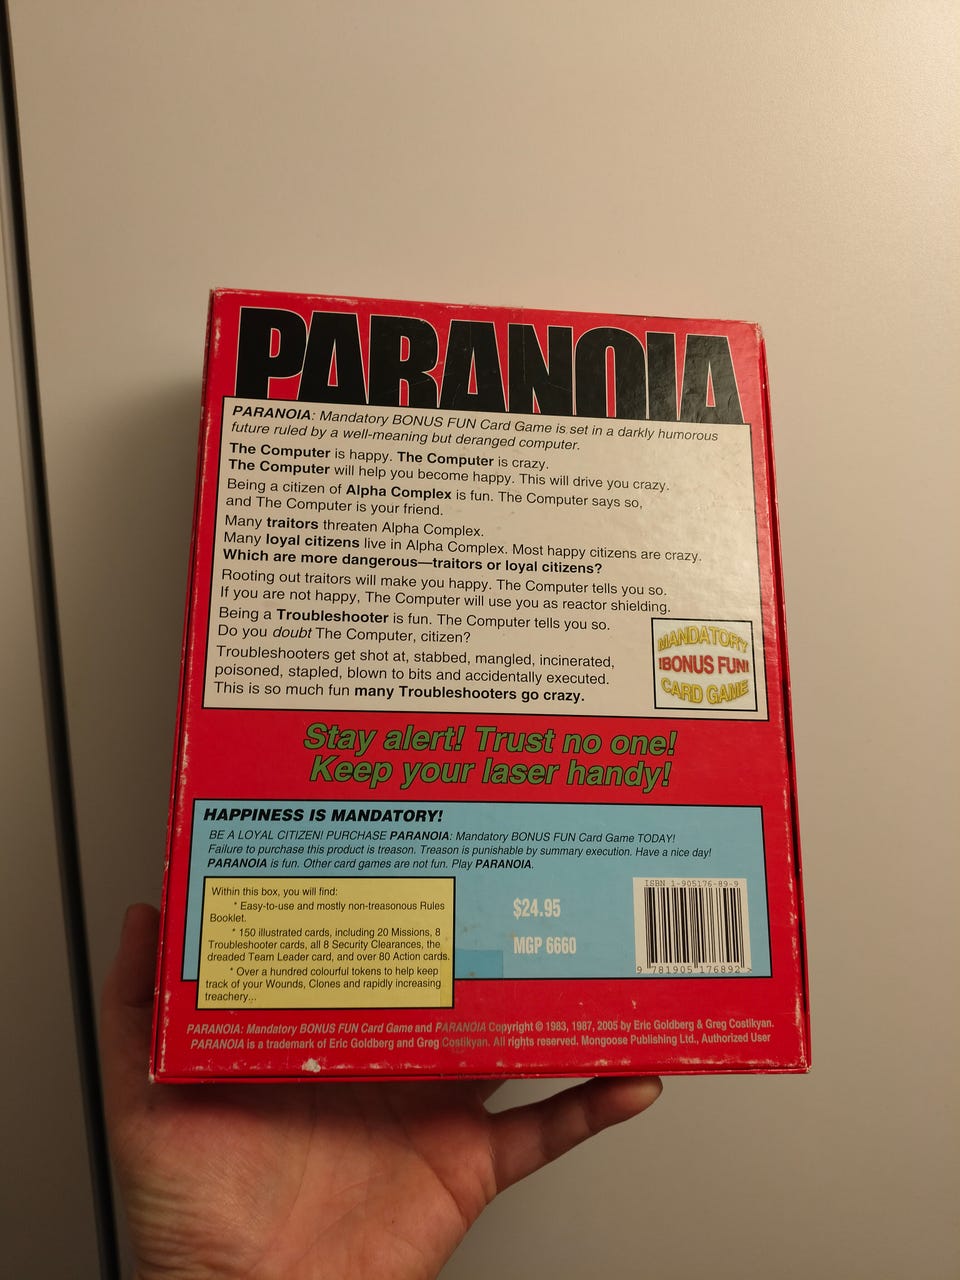 PARANOIA
PARANOIA: Mandatory BONUS FUN Card Game is set in a darkly humorous
future ruled by a well-meaning but deranged computer.
The Computer is happy. The Computer is crazy.
The Computer will help you become happy. This will drive you crazy.
Being a citizen of Alpha Complex is fun. The Computer says so,
and The Computer is your friend.
Many traitors threaten Alpha Complex.
Many loyal citizens live in Alpha Complex. Most happy citizens are crazy.
Which are more dangerous—traitors or loyal citizens?
Rooting out traitors will make you happy. The Computer tells you so.
If you are not happy, The Computer will use you as reactor shielding.
Being a Troubleshooter is fun. The Computer tells you so.
Do you doubt The Computer, citizen?
Troubleshooters get shot at, stabbed, mangled, incinerated,
poisoned, stapled, blown to bits and accidentally executed.
This is so much fun many Troubleshooters go crazy.
MANDATORY
!BONUS FUN!
CARD GAME
Stay alert! Trust no one!
Keep your laser handy!
HAPPINESS IS MANDATORY!
BE A LOYAL CITIZEN! PURCHASE PARANOIA: Mandatory BONUS FUN Card Game TODAY!
Failure to purchase this product is treason. Treason is punishable by summary execution. Have a nice day!
PARANOIA is fun. Other card games are not fun. Play PARANOIA.
Within this box, you will find:
* Easy-to-use and mostly non-treasonous Rules
Booklet.
* 150 illustrated cards, including 20 Missions, 8
Troubleshooter cards, all 8 Security Clearances, the
dreaded Team Leader card, and over 80 Action cards.
* Over a hundred colourful tokens to help keep
track of your Wounds, Clones and rapidly increasing
treachery...
$24.95
MGP 6660
ISBN 1-905176-89-9
9 781905 176892 >
PARANOIA: Mandatory BONUS FUN Card Game and PARANOIA Copyright © 1983, 1987, 2005 by Eric Goldberg & Greg Costikyan.
PARANOIA is a trademark of Eric Goldberg and Greg Costikyan. All rights reserved. Mongoose Publishing Ltd., Authorized User